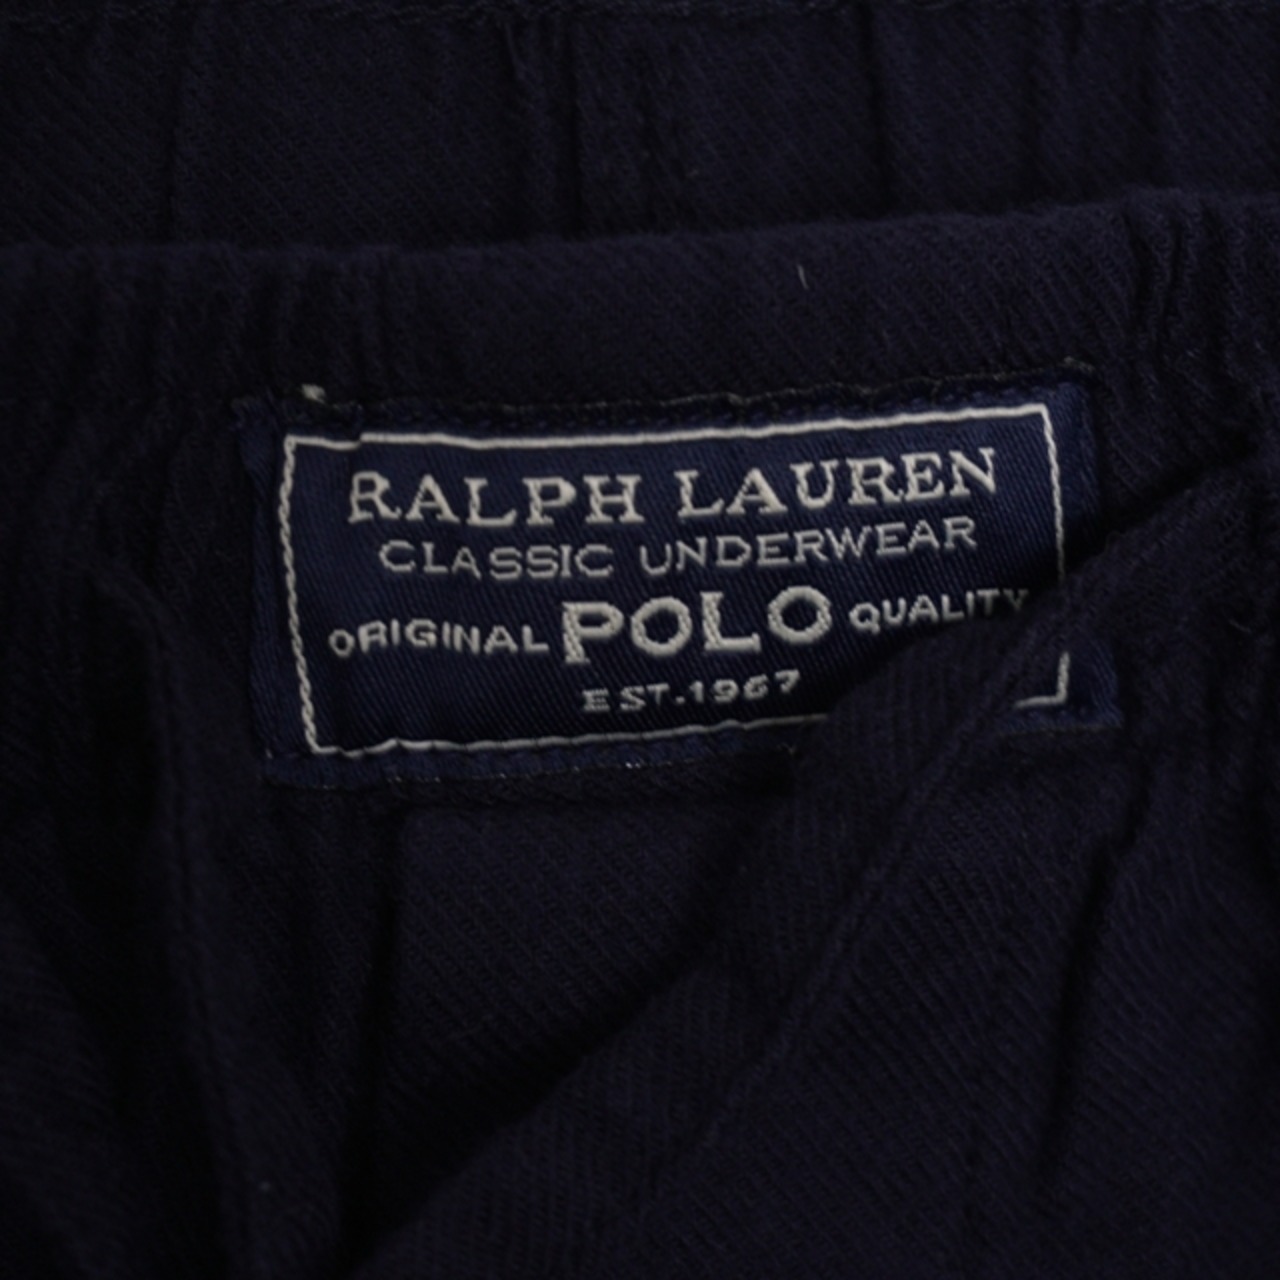 RALPH LAUREN
CLASSIC UNDERWEAR
ORIGINAL POLO QUALITY
EST.1967